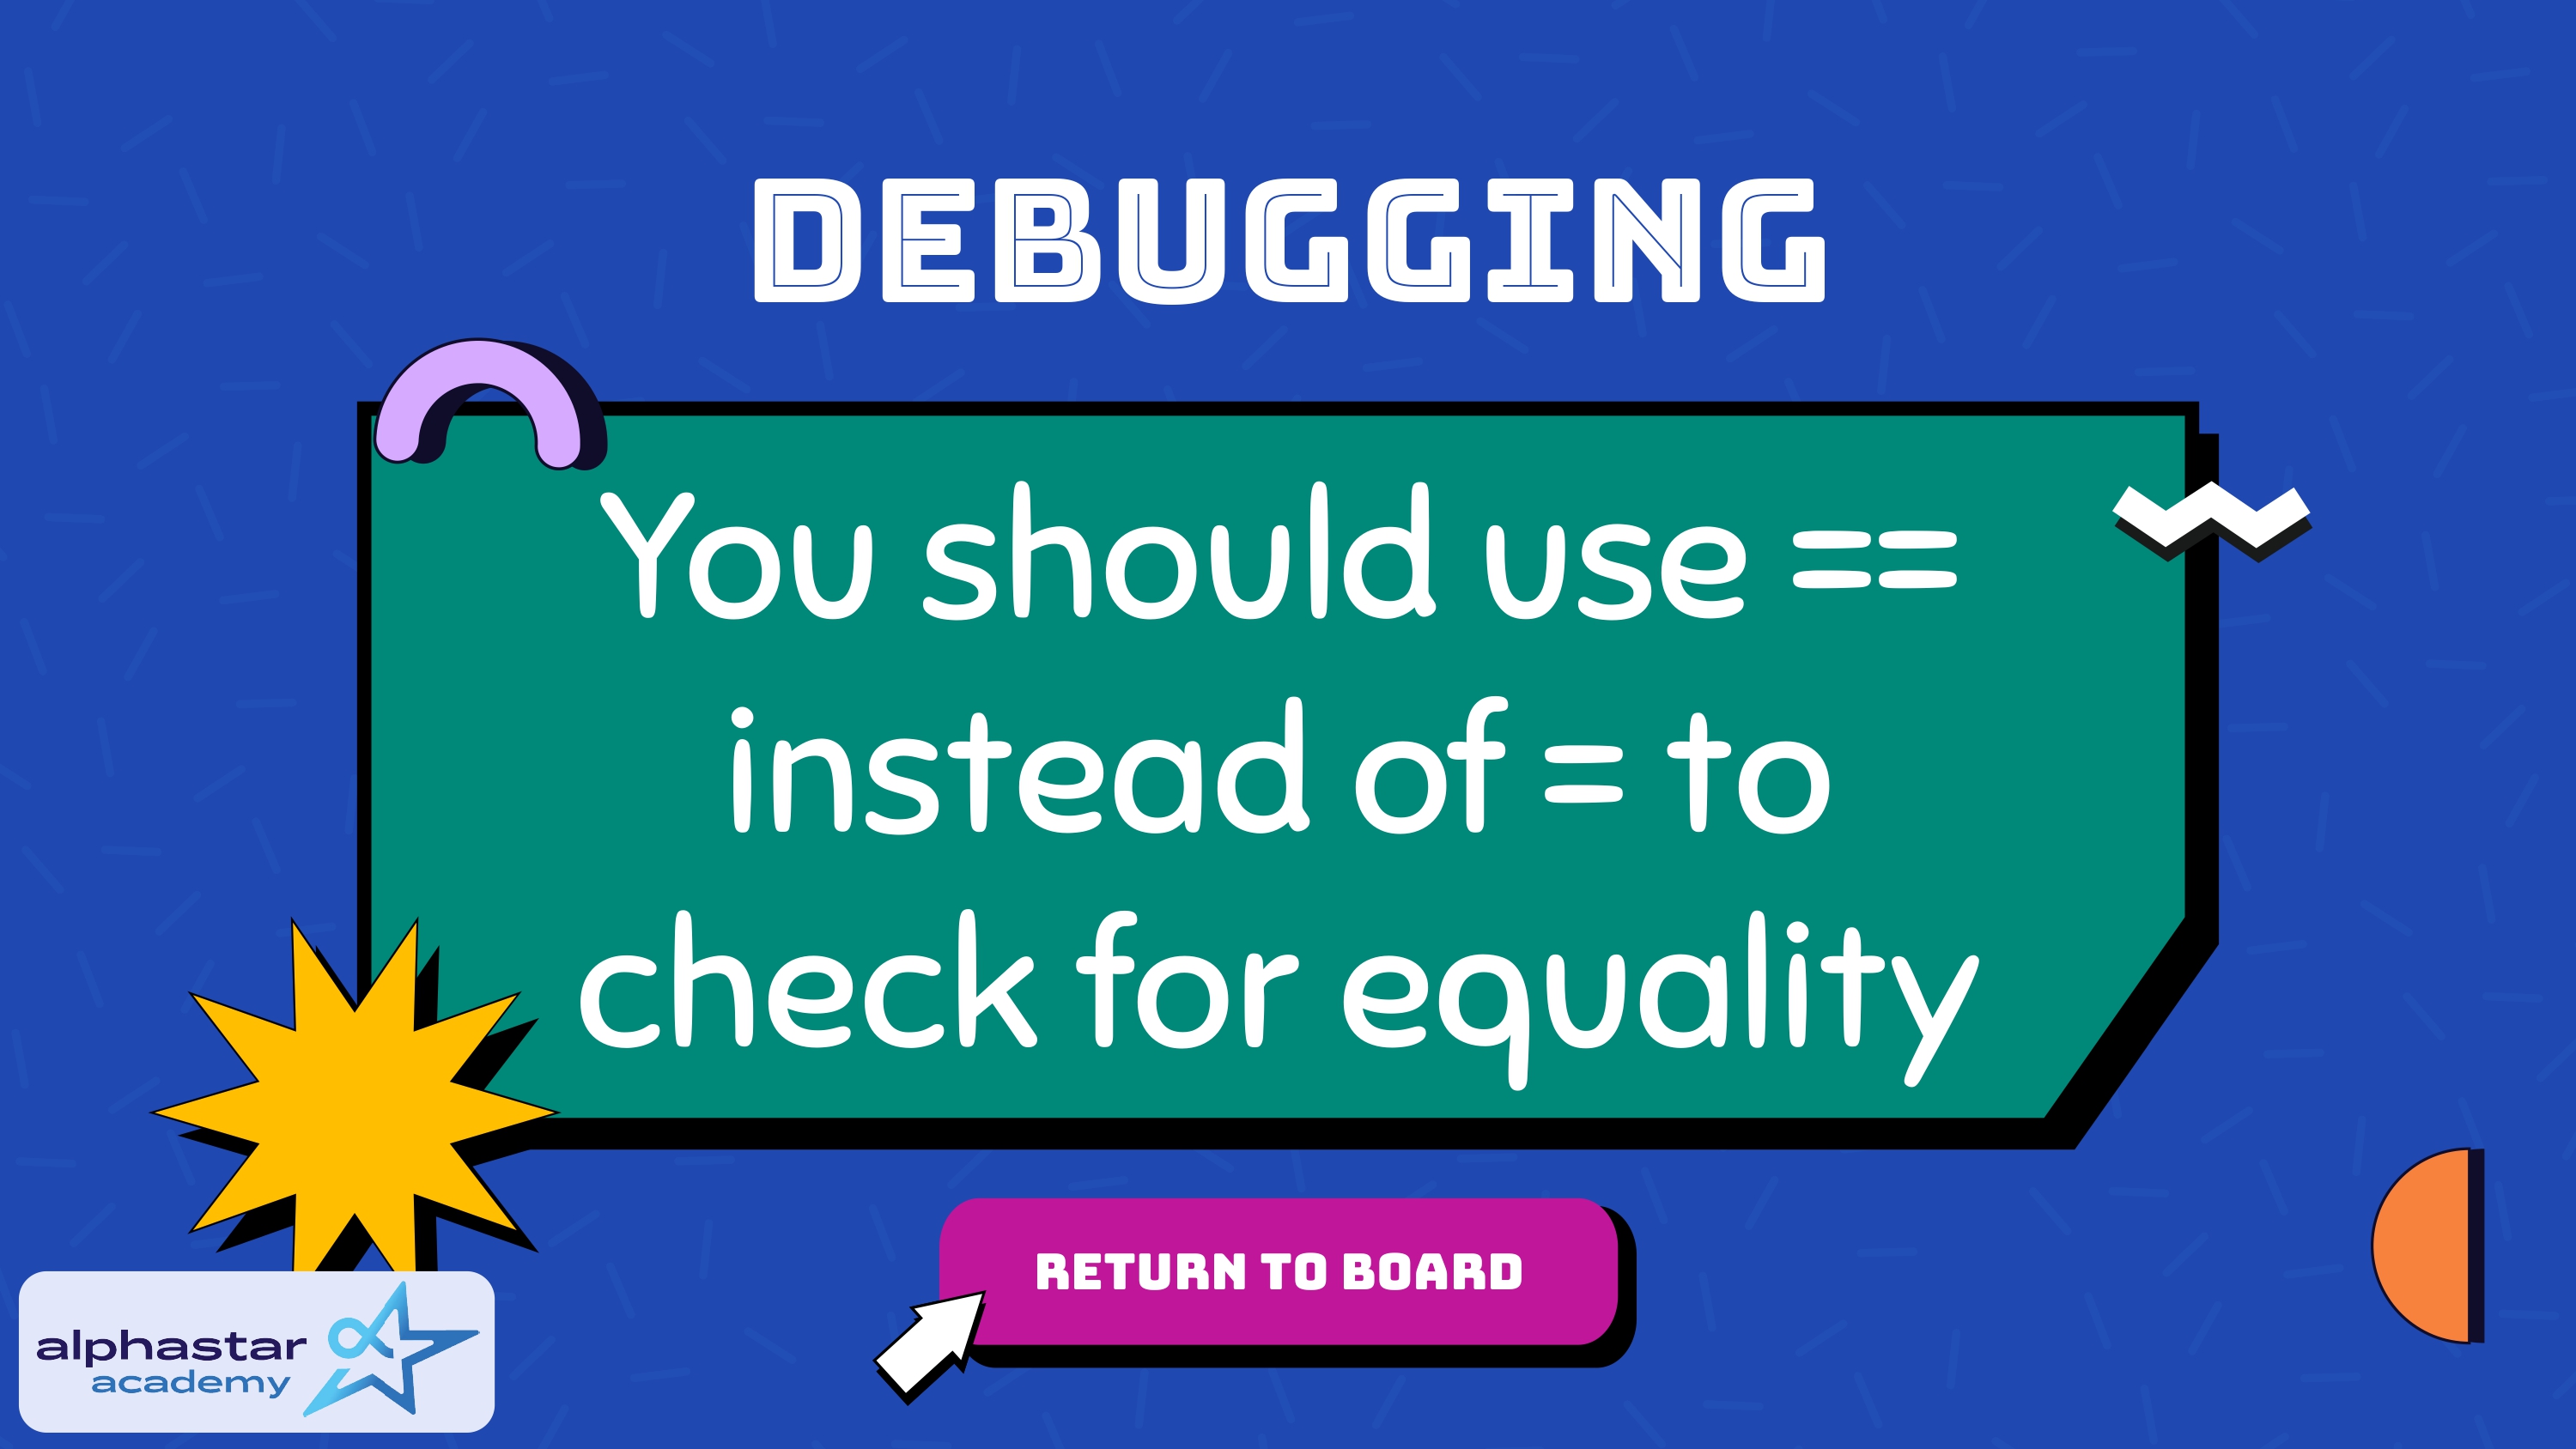 DEBUGGING
You should use ==
instead of = to
check for equality
RETURN TO BOARD
alphastar
academy